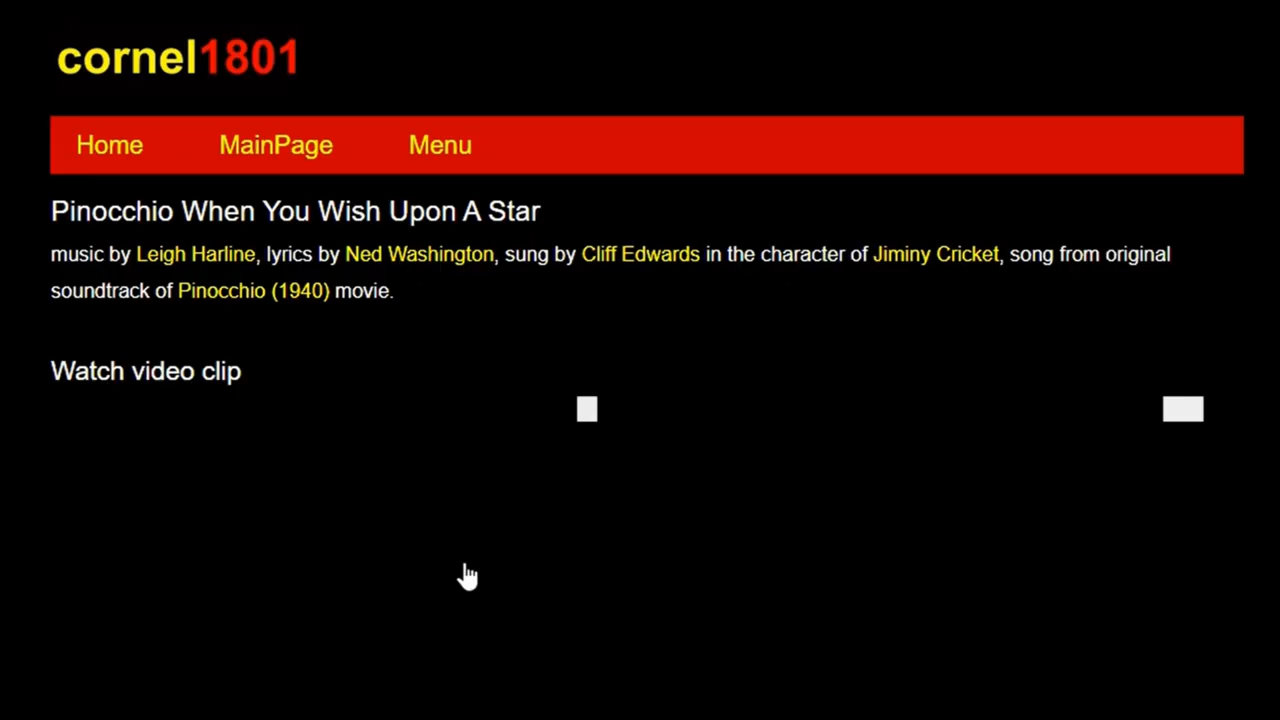 cornel1801
Home MainPage Menu
Pinocchio When You Wish Upon A Star
music by Leigh Harline, lyrics by Ned Washington, sung by Cliff Edwards in the character of Jiminy Cricket, song from original
soundtrack of Pinocchio (1940) movie.
Watch video clip